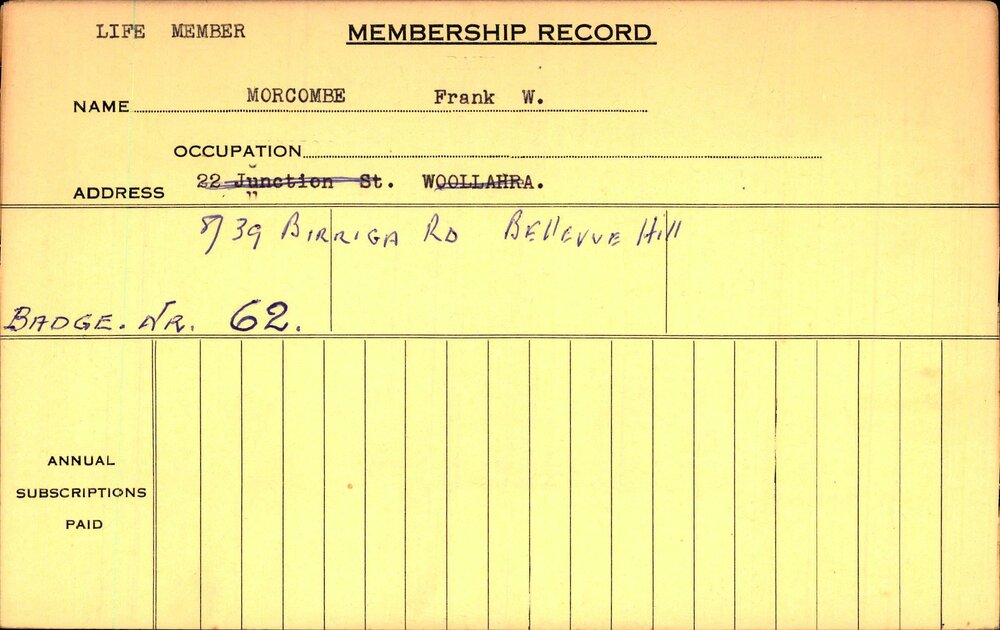 LIFE MEMBER MEMBERSHIP RECORD
NAME MORCOMBE Frank W.
OCCUPATION
ADDRESS 22 Junction St. WOOLLAHRA.
8/39 BIRRIGA RD BEllEVUE Hill
BADGE. NR. 62.
ANNUAL
SUBSCRIPTIONS
PAID